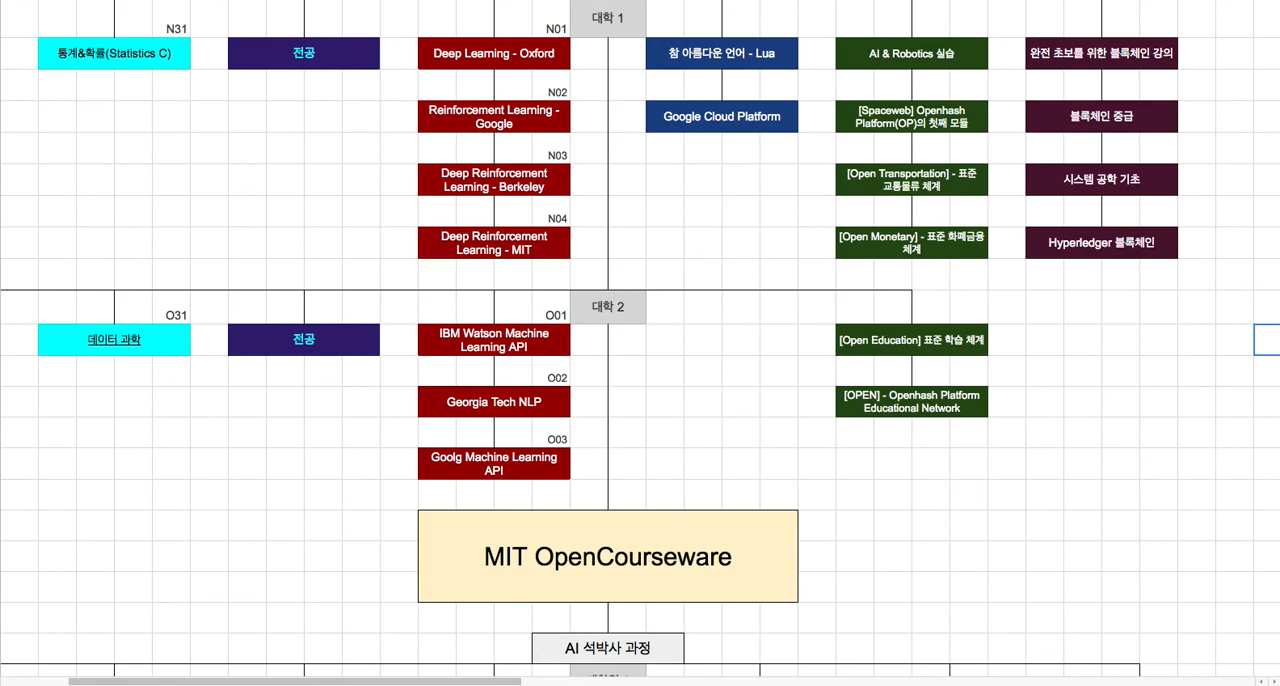 대학 1
N31
N01
통계&확률(Statistics C)
전공
Deep Learning - Oxford
참 아름다운 언어 - Lua
AI & Robotics 실습
완전 초보를 위한 블록체인 강의
N02
Reinforcement Learning -
Google
Google Cloud Platform
[Spaceweb] Openhash
Platform(OP)의 첫째 모듈
블록체인 중급
N03
Deep Reinforcement
Learning - Berkeley
[Open Transportation] - 표준
교통물류 체계
시스템 공학 기초
N04
Deep Reinforcement
Learning - MIT
[Open Monetary] - 표준 화폐금융
체계
Hyperledger 블록체인
대학 2
O31
O01
데이터 과학
전공
IBM Watson Machine
Learning API
[Open Education] 표준 학습 체계
O02
Georgia Tech NLP
[OPEN] - Openhash Platform
Educational Network
O03
Goolg Machine Learning
API
MIT OpenCourseware
AI 석박사 과정